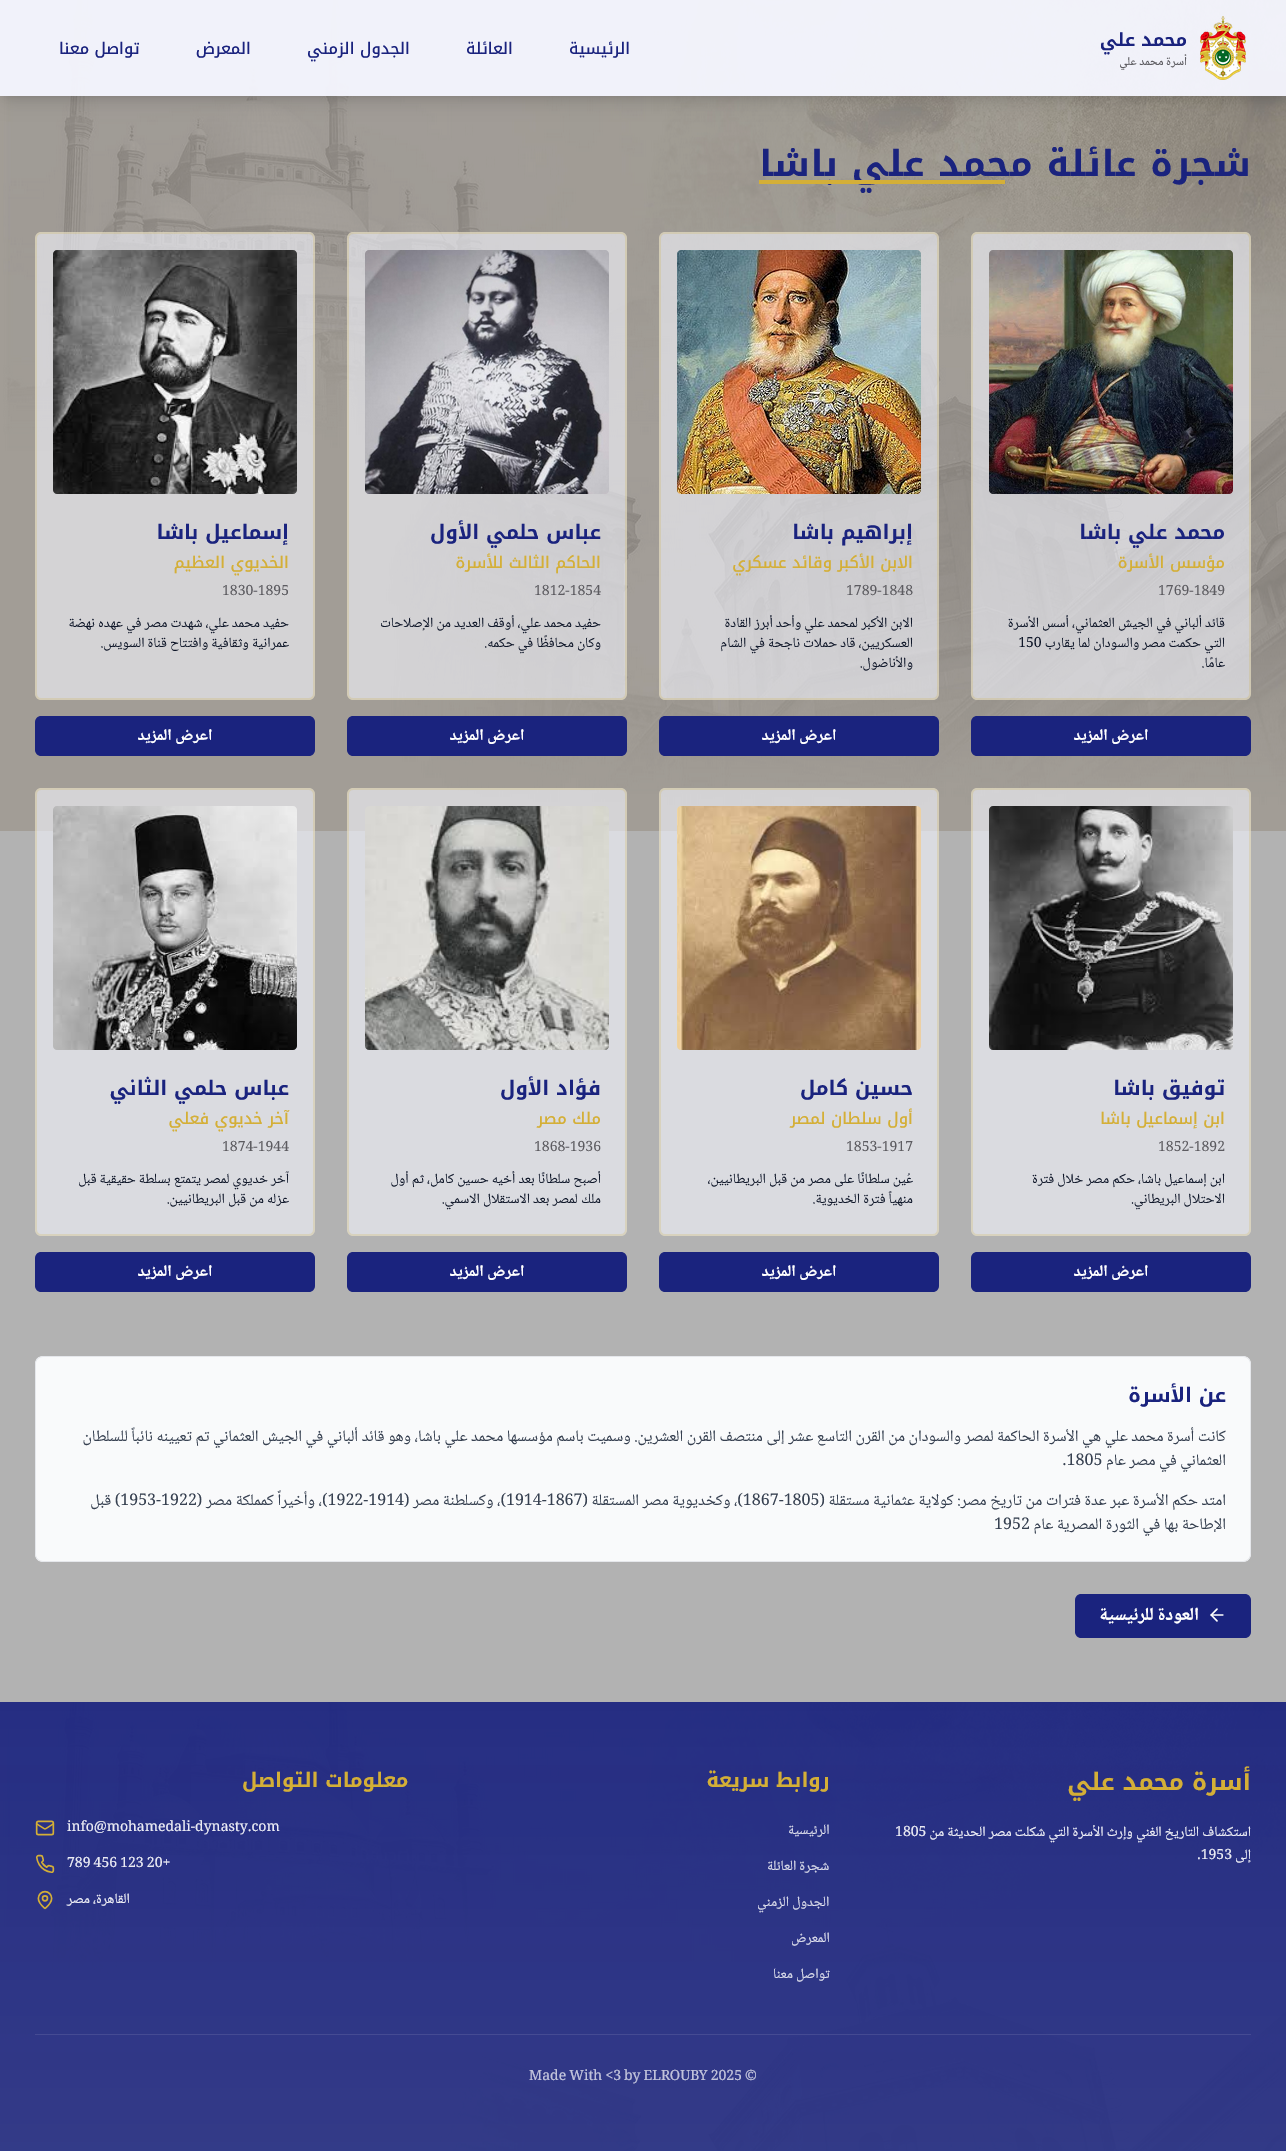 محمد علي
أسرة محمد علي
الرئيسية
العائلة
الجدول الزمني
المعرض
تواصل معنا
شجرة عائلة محمد علي باشا
محمد علي باشا
مؤسس الأسرة
1769-1849
قائد ألباني في الجيش العثماني، أسس الأسرة
التي حكمت مصر والسودان لما يقارب 150
عامًا.
اعرض المزيد
إبراهيم باشا
الابن الأكبر وقائد عسكري
1789-1848
الابن الأكبر لمحمد علي وأحد أبرز القادة
العسكريين، قاد حملات ناجحة في الشام
والأناضول.
اعرض المزيد
عباس حلمي الأول
الحاكم الثالث للأسرة
1812-1854
حفيد محمد علي، أوقف العديد من الإصلاحات
وكان محافظًا في حكمه.
اعرض المزيد
إسماعيل باشا
الخديوي العظيم
1830-1895
حفيد محمد علي، شهدت مصر في عهده نهضة
عمرانية وثقافية وافتتاح قناة السويس.
اعرض المزيد
توفيق باشا
ابن إسماعيل باشا
1852-1892
ابن إسماعيل باشا، حكم مصر خلال فترة
الاحتلال البريطاني.
اعرض المزيد
حسين كامل
أول سلطان لمصر
1853-1917
عُين سلطانًا على مصر من قبل البريطانيين،
منهياً فترة الخديوية.
اعرض المزيد
فؤاد الأول
ملك مصر
1868-1936
أصبح سلطانًا بعد أخيه حسين كامل، ثم أول
ملك لمصر بعد الاستقلال الاسمي.
اعرض المزيد
عباس حلمي الثاني
آخر خديوي فعلي
1874-1944
آخر خديوي لمصر يتمتع بسلطة حقيقية قبل
عزله من قبل البريطانيين.
اعرض المزيد
عن الأسرة
كانت أسرة محمد علي هي الأسرة الحاكمة لمصر والسودان من القرن التاسع عشر إلى منتصف القرن العشرين. وسميت باسم مؤسسها محمد علي باشا، وهو قائد ألباني في الجيش العثماني تم تعيينه نائباً للسلطان
العثماني في مصر عام 1805.
امتد حكم الأسرة عبر عدة فترات من تاريخ مصر: كولاية عثمانية مستقلة (1805-1867)، وكخديوية مصر المستقلة (1867-1914)، وكسلطنة مصر (1914-1922)، وأخيراً كمملكة مصر (1922-1953) قبل
الإطاحة بها في الثورة المصرية عام 1952
العودة للرئيسية
أسرة محمد علي
استكشاف التاريخ الغني وإرث الأسرة التي شكلت مصر الحديثة من 1805
إلى 1953.
روابط سريعة
الرئيسية
شجرة العائلة
الجدول الزمني
المعرض
تواصل معنا
معلومات التواصل
info@mohamedali-dynasty.com
789 456 123 20+
القاهرة، مصر
Made With <3 by ELROUBY 2025 ©